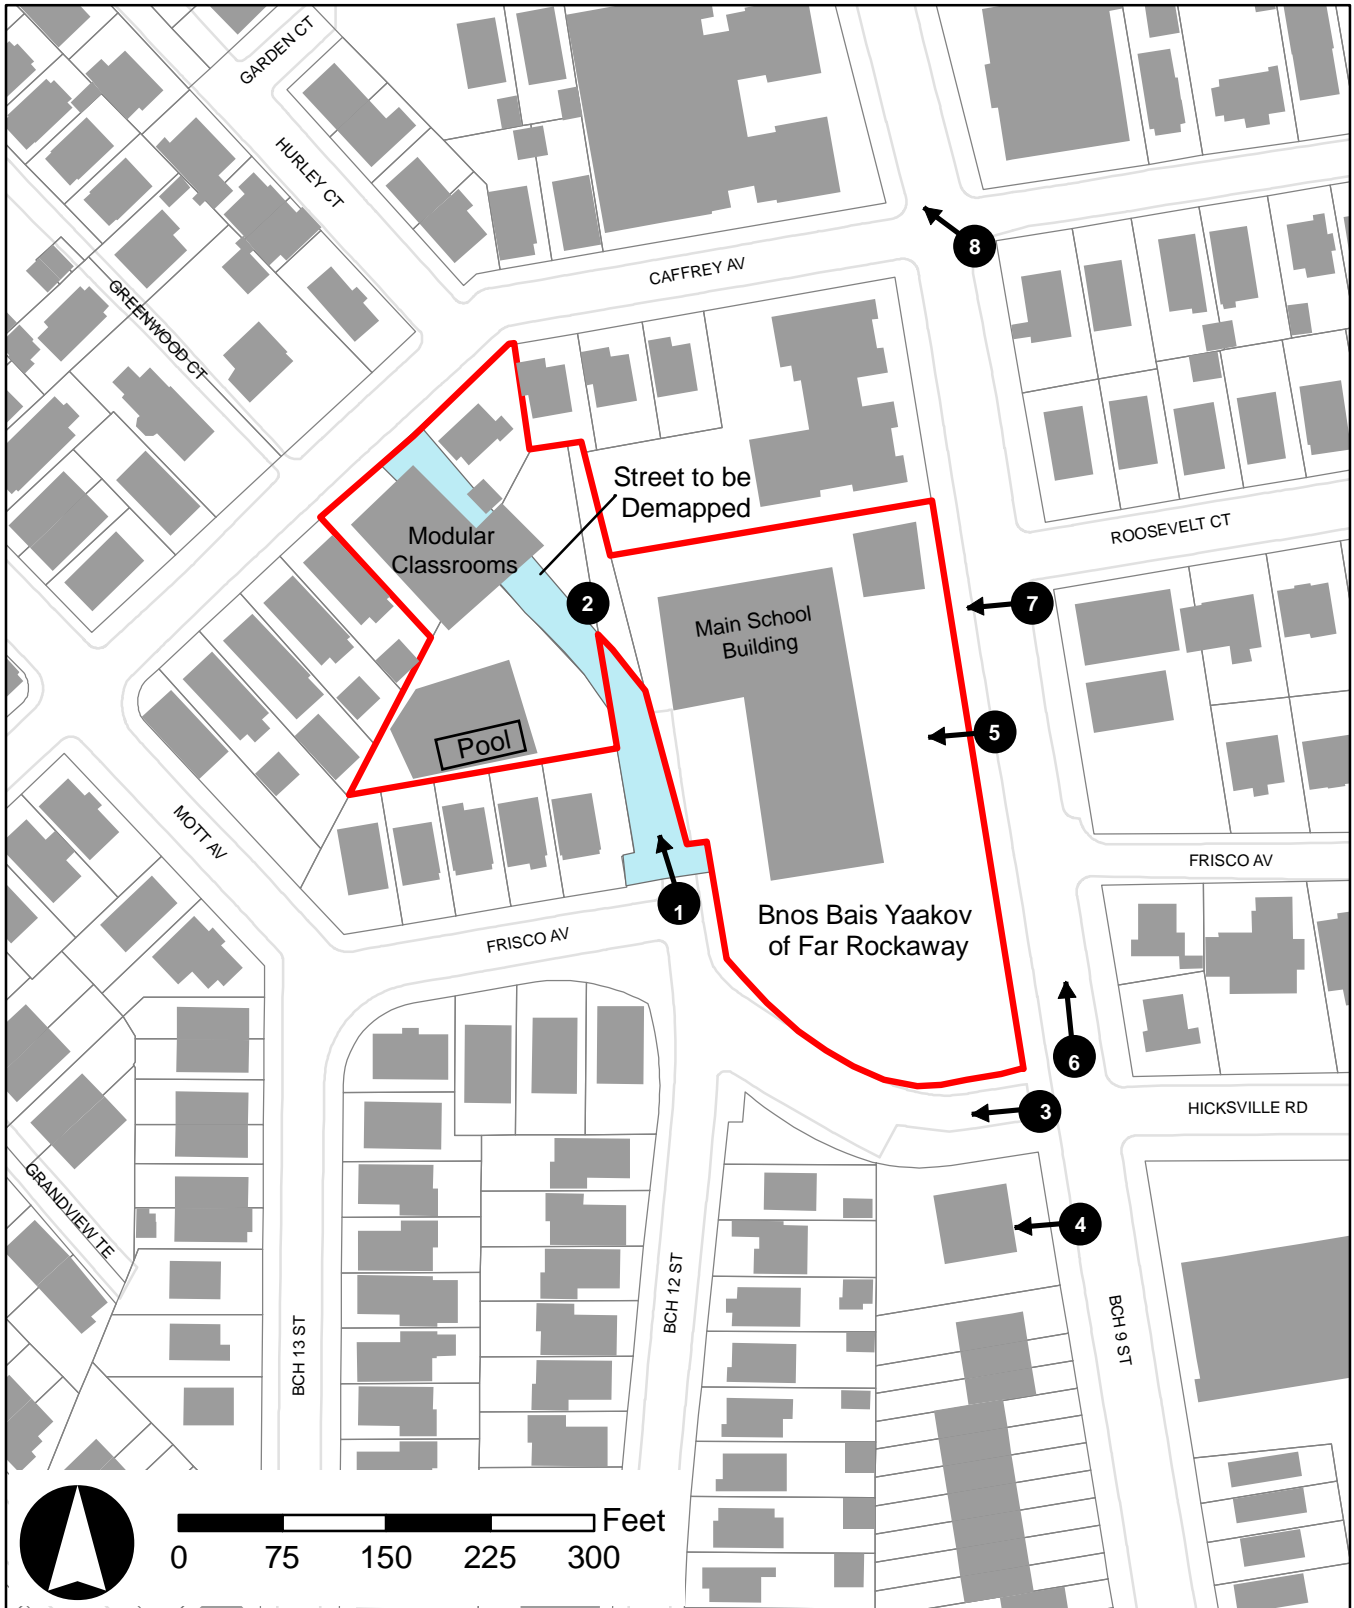 GARDEN CT
HURLEY CT
8
CAFFREY AV
GREENWOOD CT
Street to be
Demapped
ROOSEVELT CT
Modular
Classrooms
2
7
Main School
Building
5
Pool
MOTT AV
FRISCO AV
1
Bnos Bais Yaakov
of Far Rockaway
FRISCO AV
6
3
HICKSVILLE RD
GRANDVIEW TE
4
BCH 12 ST
BCH 9 ST
BCH 13 ST
Feet
0 75 150 225 300